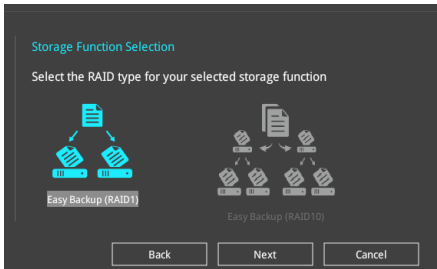 Storage Function Selection
Select the RAID type for your selected storage function
Easy Backup (RAID1)
Easy Backup (RAID10)
Back
Next
Cancel